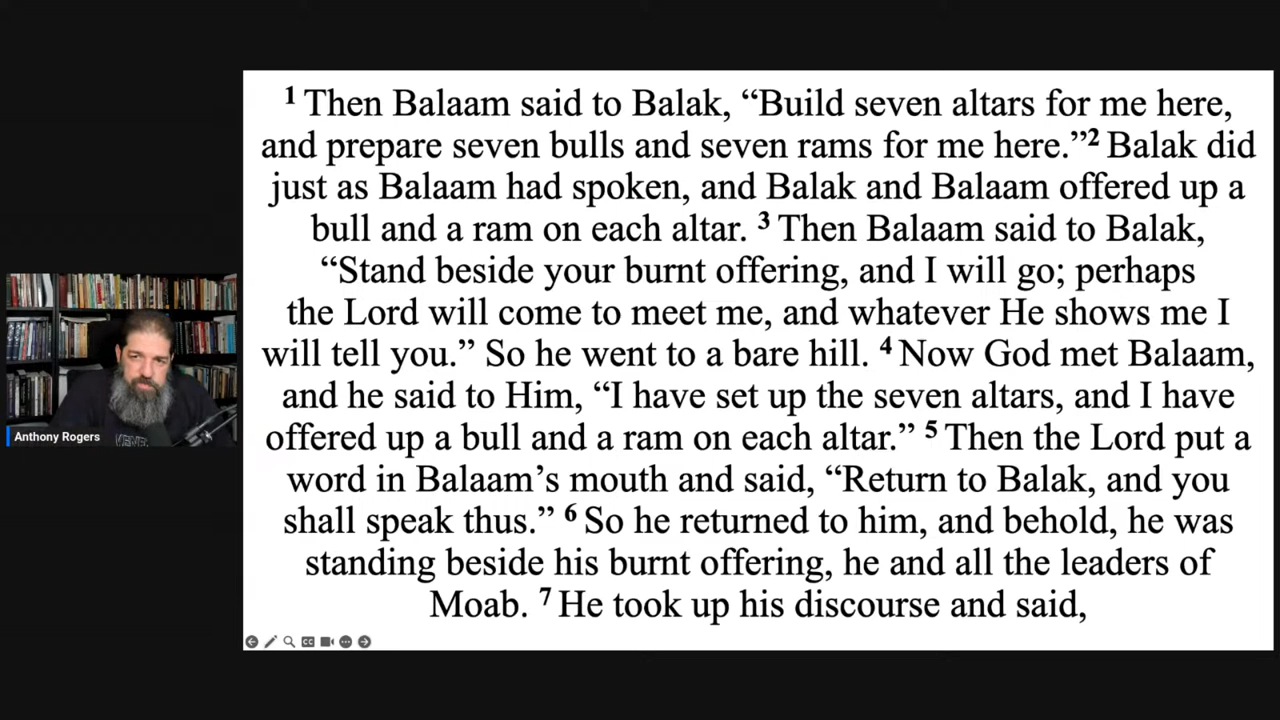 ¹ Then Balaam said to Balak, “Build seven altars for me here,
and prepare seven bulls and seven rams for me here.”² Balak did
just as Balaam had spoken, and Balak and Balaam offered up a
bull and a ram on each altar. ³ Then Balaam said to Balak,
“Stand beside your burnt offering, and I will go; perhaps
the Lord will come to meet me, and whatever He shows me I
will tell you.” So he went to a bare hill. ⁴ Now God met Balaam,
and he said to Him, “I have set up the seven altars, and I have
offered up a bull and a ram on each altar.” ⁵ Then the Lord put a
word in Balaam’s mouth and said, “Return to Balak, and you
shall speak thus.” ⁶ So he returned to him, and behold, he was
standing beside his burnt offering, he and all the leaders of
Moab. ⁷ He took up his discourse and said,
Anthony Rogers